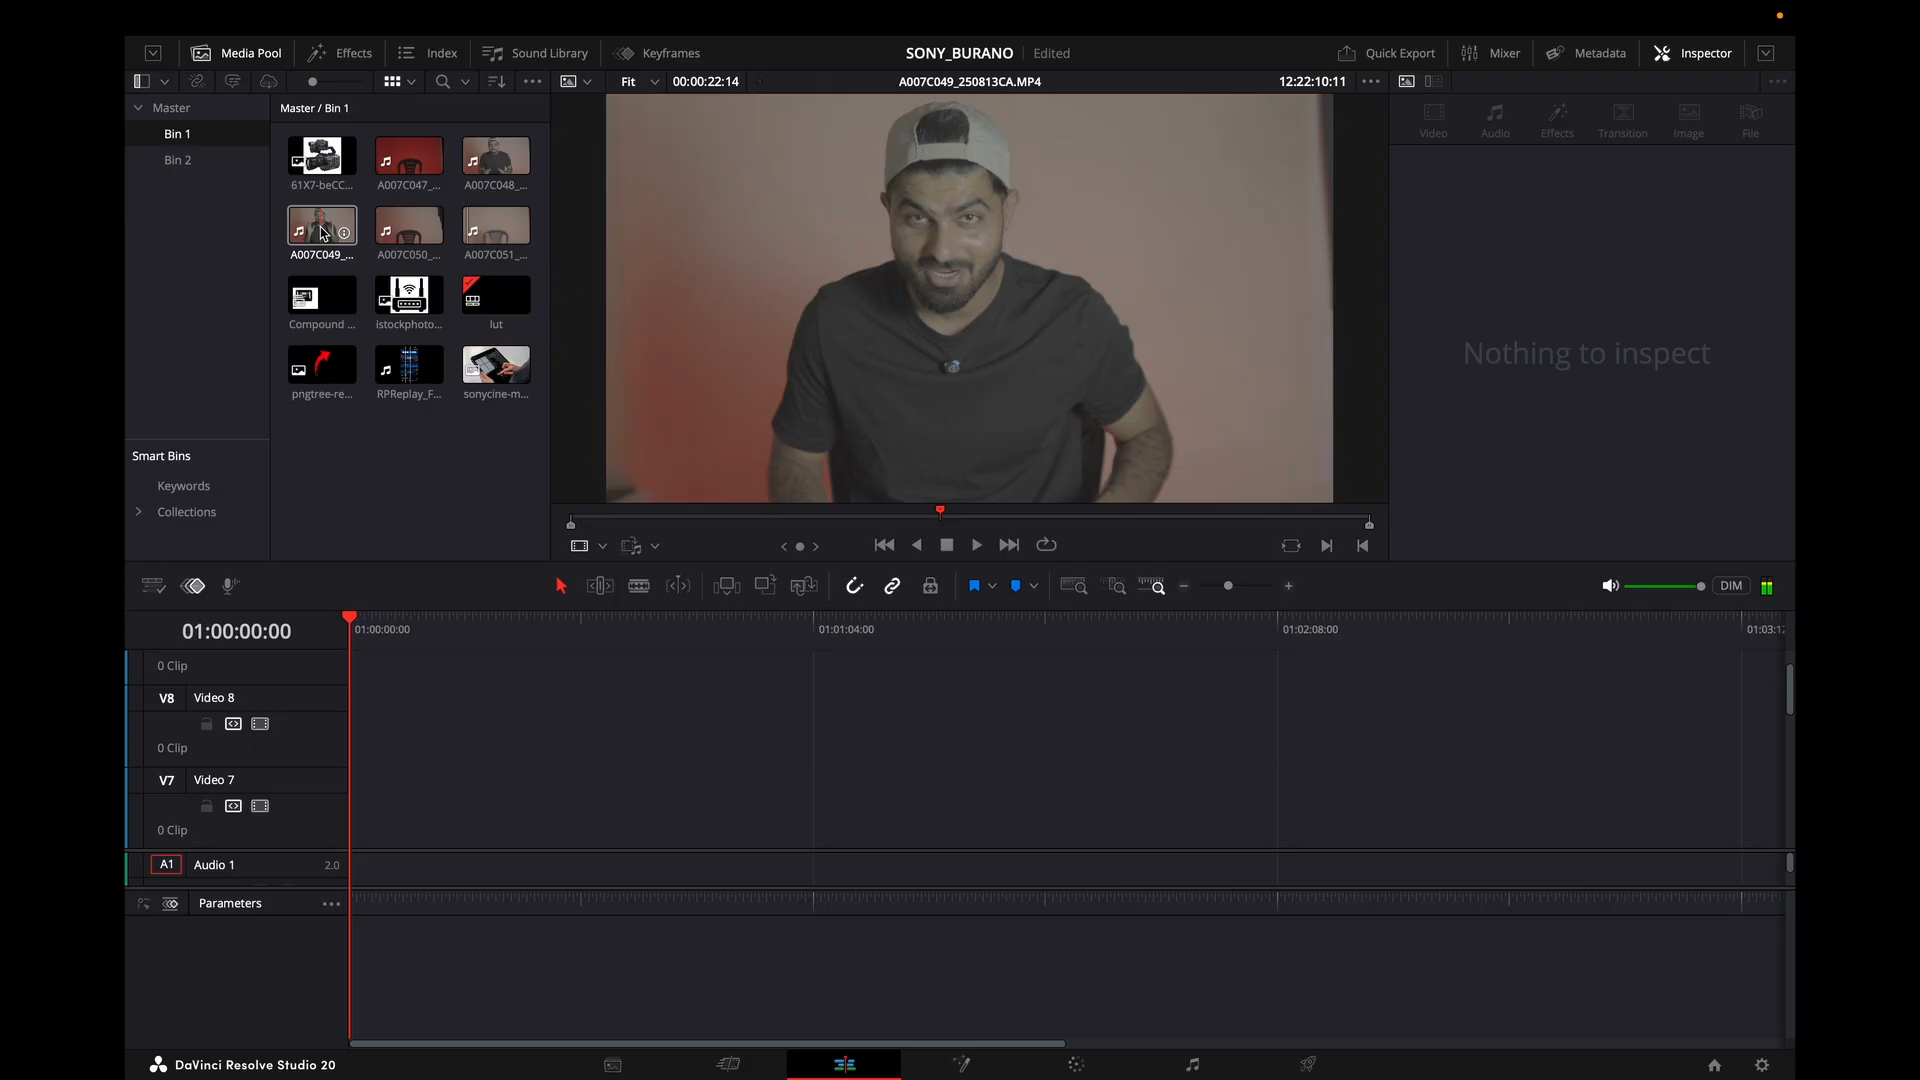 Media Pool
Effects
Index
Sound Library
Keyframes
SONY_BURANO
Edited
Quick Export
Mixer
Metadata
Inspector
Fit
00:00:22:14
A007C049_250813CA.MP4
12:22:10:11
Master
Master / Bin 1
Bin 1
Bin 2
61X7-beCC...
A007C047_...
A007C048_...
A007C049_...
A007C050_...
A007C051_...
Compound ...
istockphoto...
lut
pngtree-re...
RPReplay_F...
sonycine-m...
Smart Bins
Keywords
Collections
Video
Audio
Effects
Transition
Image
File
Nothing to inspect
DIM
01:00:00:00
01:00:00:00
01:01:04:00
01:02:08:00
01:03:12
0 Clip
V8
Video 8
0 Clip
V7
Video 7
0 Clip
A1
Audio 1
2.0
Parameters
DaVinci Resolve Studio 20